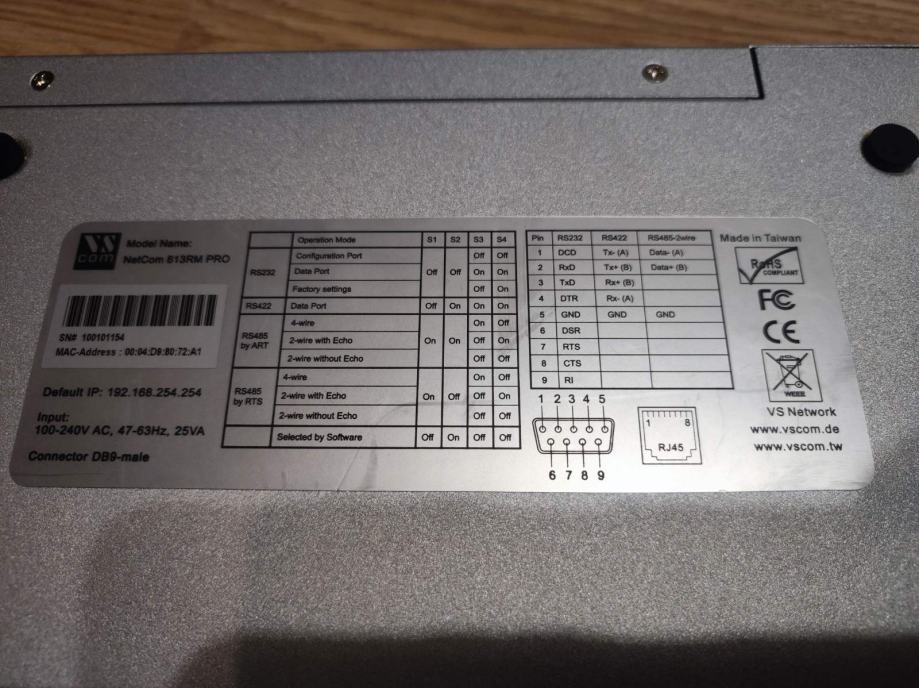 VS
com
Model Name:
NetCom 813RM PRO
SN# 100101154
MAC-Address : 00:04:D9:80:72:A1
Default IP: 192.168.254.254
Input:
100-240V AC, 47-63Hz, 25VA
Connector DB9-male
Operation Mode S1 S2 S3 S4
RS232
Configuration Port Off Off
Data Port Off Off On On
Factory settings Off On
RS422 Data Port Off On On On
RS485
by ART
4-wire On Off
2-wire with Echo On On Off On
2-wire without Echo Off Off
RS485
by RTS
4-wire On Off
2-wire with Echo On Off Off On
2-wire without Echo Off Off
Selected by Software Off On Off Off
Pin RS232 RS422 RS485-2wire
1 DCD Tx- (A) Data- (A)
2 RxD Tx+ (B) Data+ (B)
3 TxD Rx+ (B)
4 DTR Rx- (A)
5 GND GND GND
6 DSR
7 RTS
8 CTS
9 RI
1 2 3 4 5
6 7 8 9
1 8
RJ45
Made in Taiwan
RoHS
COMPLIANT
FC
CE
WEEE
VS Network
www.vscom.de
www.vscom.tw